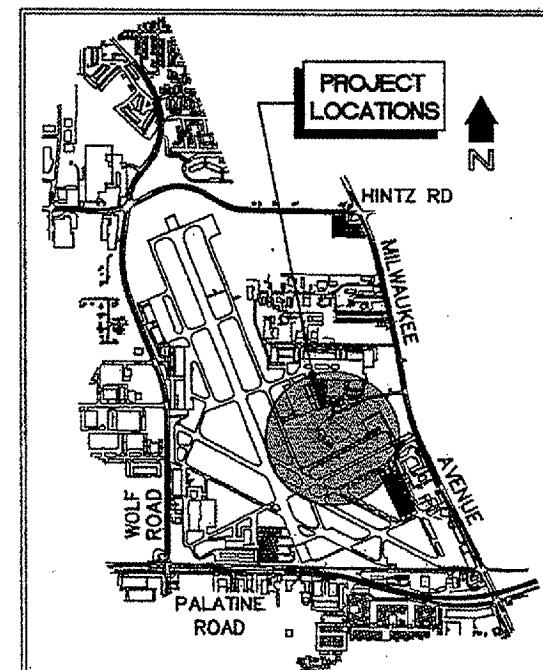 PROJECT
LOCATIONS
N
HINTZ RD
MILWAUKEE
AVENUE
WOLF
ROAD
PALATINE
ROAD